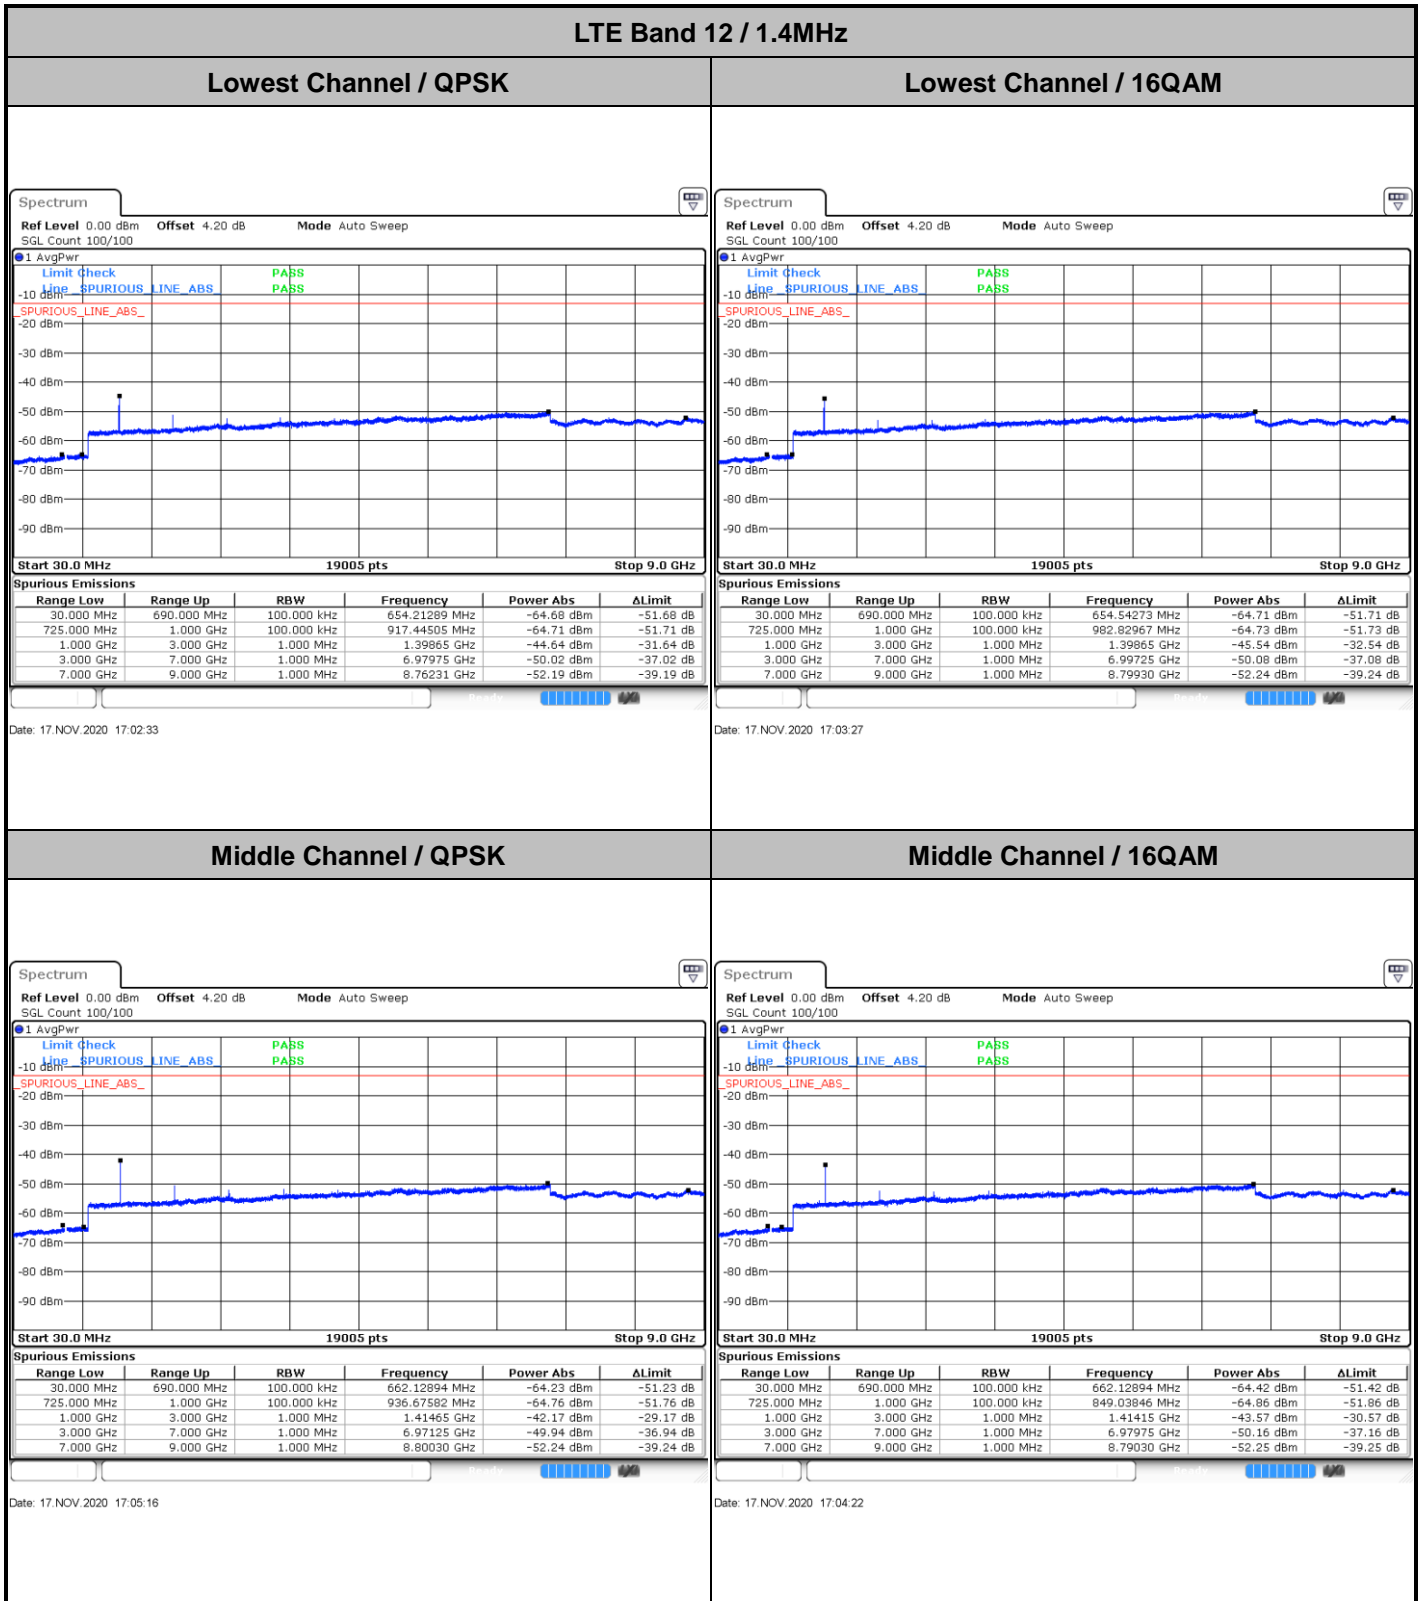 LTE Band 12 / 1.4MHz
Lowest Channel / QPSK
Lowest Channel / 16QAM
Spectrum
Ref Level 0.00 dBm Offset 4.20 dB Mode Auto Sweep
SGL Count 100/100
1 AvgPwr
Limit Check PASS
Line _SPURIOUS_LINE_ABS_ PASS
-10 dBm
_SPURIOUS_LINE_ABS_
-20 dBm
-30 dBm
-40 dBm
-50 dBm
-60 dBm
-70 dBm
-80 dBm
-90 dBm
Start 30.0 MHz 19005 pts Stop 9.0 GHz
Spurious Emissions
Range Low Range Up RBW Frequency Power Abs ΔLimit
30.000 MHz 690.000 MHz 100.000 kHz 654.21289 MHz -64.68 dBm -51.68 dB
725.000 MHz 1.000 GHz 100.000 kHz 917.44505 MHz -64.71 dBm -51.71 dB
1.000 GHz 3.000 GHz 1.000 MHz 1.39865 GHz -44.64 dBm -31.64 dB
3.000 GHz 7.000 GHz 1.000 MHz 6.97975 GHz -50.02 dBm -37.02 dB
7.000 GHz 9.000 GHz 1.000 MHz 8.76231 GHz -52.19 dBm -39.19 dB
Ready
Date: 17.NOV.2020 17:02:33
Spectrum
Ref Level 0.00 dBm Offset 4.20 dB Mode Auto Sweep
SGL Count 100/100
1 AvgPwr
Limit Check PASS
Line _SPURIOUS_LINE_ABS_ PASS
-10 dBm
_SPURIOUS_LINE_ABS_
-20 dBm
-30 dBm
-40 dBm
-50 dBm
-60 dBm
-70 dBm
-80 dBm
-90 dBm
Start 30.0 MHz 19005 pts Stop 9.0 GHz
Spurious Emissions
Range Low Range Up RBW Frequency Power Abs ΔLimit
30.000 MHz 690.000 MHz 100.000 kHz 654.54273 MHz -64.71 dBm -51.71 dB
725.000 MHz 1.000 GHz 100.000 kHz 982.82967 MHz -64.73 dBm -51.73 dB
1.000 GHz 3.000 GHz 1.000 MHz 1.39865 GHz -45.54 dBm -32.54 dB
3.000 GHz 7.000 GHz 1.000 MHz 6.99725 GHz -50.08 dBm -37.08 dB
7.000 GHz 9.000 GHz 1.000 MHz 8.79930 GHz -52.24 dBm -39.24 dB
Ready
Date: 17.NOV.2020 17:03:27
Middle Channel / QPSK
Middle Channel / 16QAM
Spectrum
Ref Level 0.00 dBm Offset 4.20 dB Mode Auto Sweep
SGL Count 100/100
1 AvgPwr
Limit Check PASS
Line _SPURIOUS_LINE_ABS_ PASS
-10 dBm
_SPURIOUS_LINE_ABS_
-20 dBm
-30 dBm
-40 dBm
-50 dBm
-60 dBm
-70 dBm
-80 dBm
-90 dBm
Start 30.0 MHz 19005 pts Stop 9.0 GHz
Spurious Emissions
Range Low Range Up RBW Frequency Power Abs ΔLimit
30.000 MHz 690.000 MHz 100.000 kHz 662.12894 MHz -64.23 dBm -51.23 dB
725.000 MHz 1.000 GHz 100.000 kHz 936.67582 MHz -64.76 dBm -51.76 dB
1.000 GHz 3.000 GHz 1.000 MHz 1.41465 GHz -42.17 dBm -29.17 dB
3.000 GHz 7.000 GHz 1.000 MHz 6.97125 GHz -49.94 dBm -36.94 dB
7.000 GHz 9.000 GHz 1.000 MHz 8.80030 GHz -52.24 dBm -39.24 dB
Ready
Date: 17.NOV.2020 17:05:16
Spectrum
Ref Level 0.00 dBm Offset 4.20 dB Mode Auto Sweep
SGL Count 100/100
1 AvgPwr
Limit Check PASS
Line _SPURIOUS_LINE_ABS_ PASS
-10 dBm
_SPURIOUS_LINE_ABS_
-20 dBm
-30 dBm
-40 dBm
-50 dBm
-60 dBm
-70 dBm
-80 dBm
-90 dBm
Start 30.0 MHz 19005 pts Stop 9.0 GHz
Spurious Emissions
Range Low Range Up RBW Frequency Power Abs ΔLimit
30.000 MHz 690.000 MHz 100.000 kHz 662.12894 MHz -64.42 dBm -51.42 dB
725.000 MHz 1.000 GHz 100.000 kHz 849.03846 MHz -64.86 dBm -51.86 dB
1.000 GHz 3.000 GHz 1.000 MHz 1.41415 GHz -43.57 dBm -30.57 dB
3.000 GHz 7.000 GHz 1.000 MHz 6.97975 GHz -50.16 dBm -37.16 dB
7.000 GHz 9.000 GHz 1.000 MHz 8.79030 GHz -52.25 dBm -39.25 dB
Ready
Date: 17.NOV.2020 17:04:22